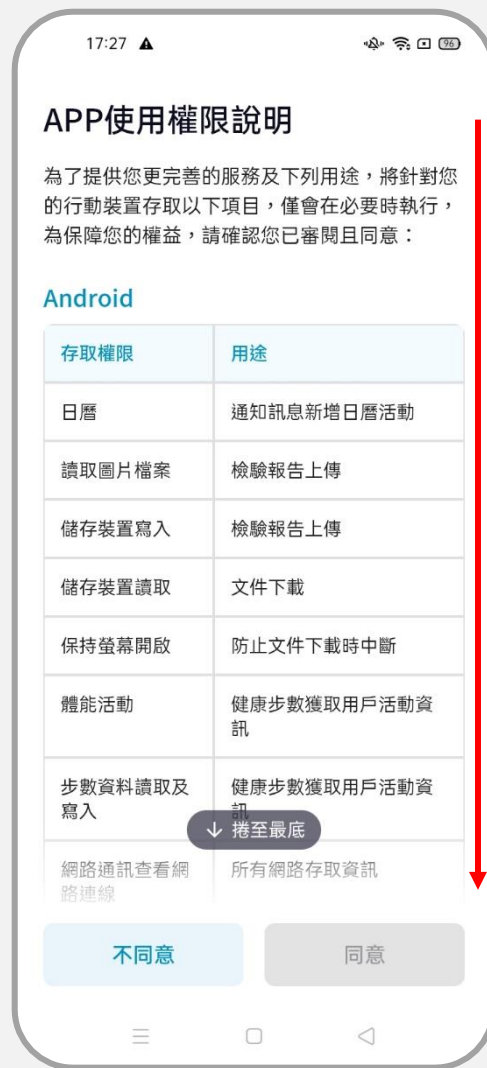 17:27
96
APP使用權限說明
為了提供您更完善的服務及下列用途，將針對您
的行動裝置存取以下項目，僅會在必要時執行，
為保障您的權益，請確認您已審閱且同意：
Android
存取權限 用途
日曆 通知訊息新增日曆活動
讀取圖片檔案 檢驗報告上傳
儲存裝置寫入 檢驗報告上傳
儲存裝置讀取 文件下載
保持螢幕開啟 防止文件下載時中斷
體能活動 健康步數獲取用戶活動資
訊
步數資料讀取及 健康步數獲取用戶活動資
寫入 訊
捲至最底
網路通訊查看網 所有網路存取資訊
路連線
不同意 同意